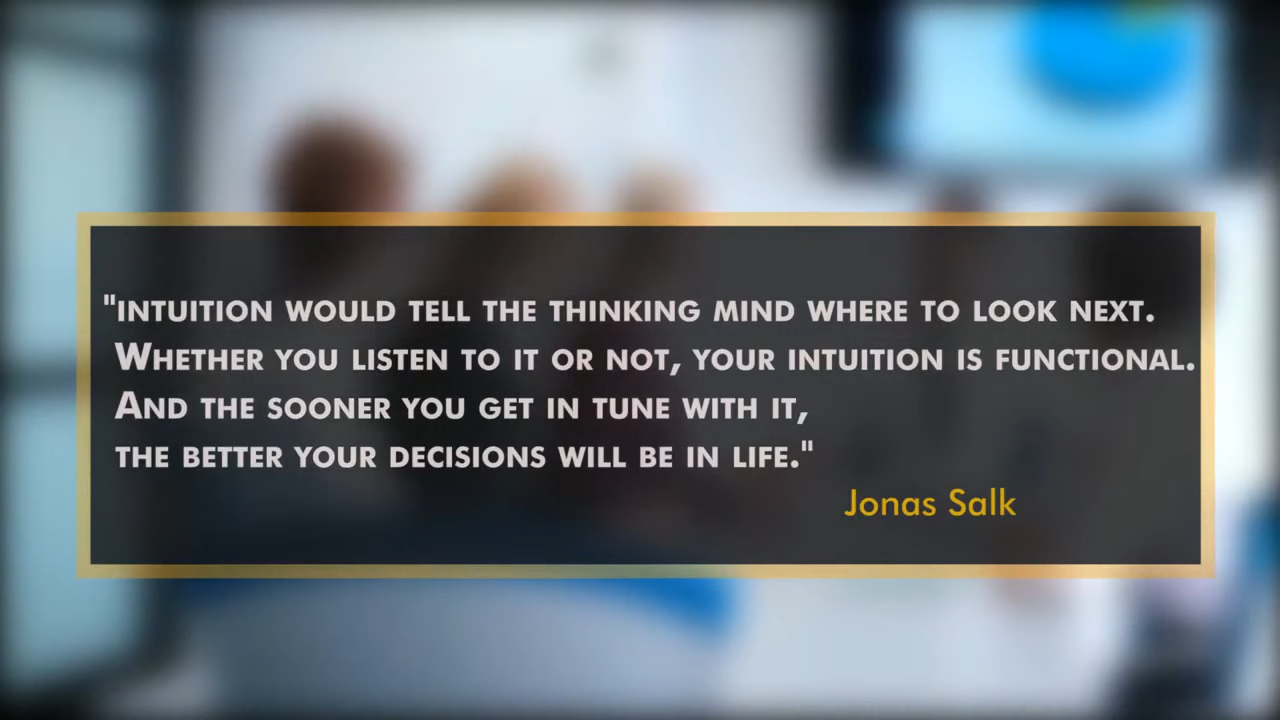 "Intuition would tell the thinking mind where to look next.
Whether you listen to it or not, your intuition is functional.
And the sooner you get in tune with it,
the better your decisions will be in life."
Jonas Salk